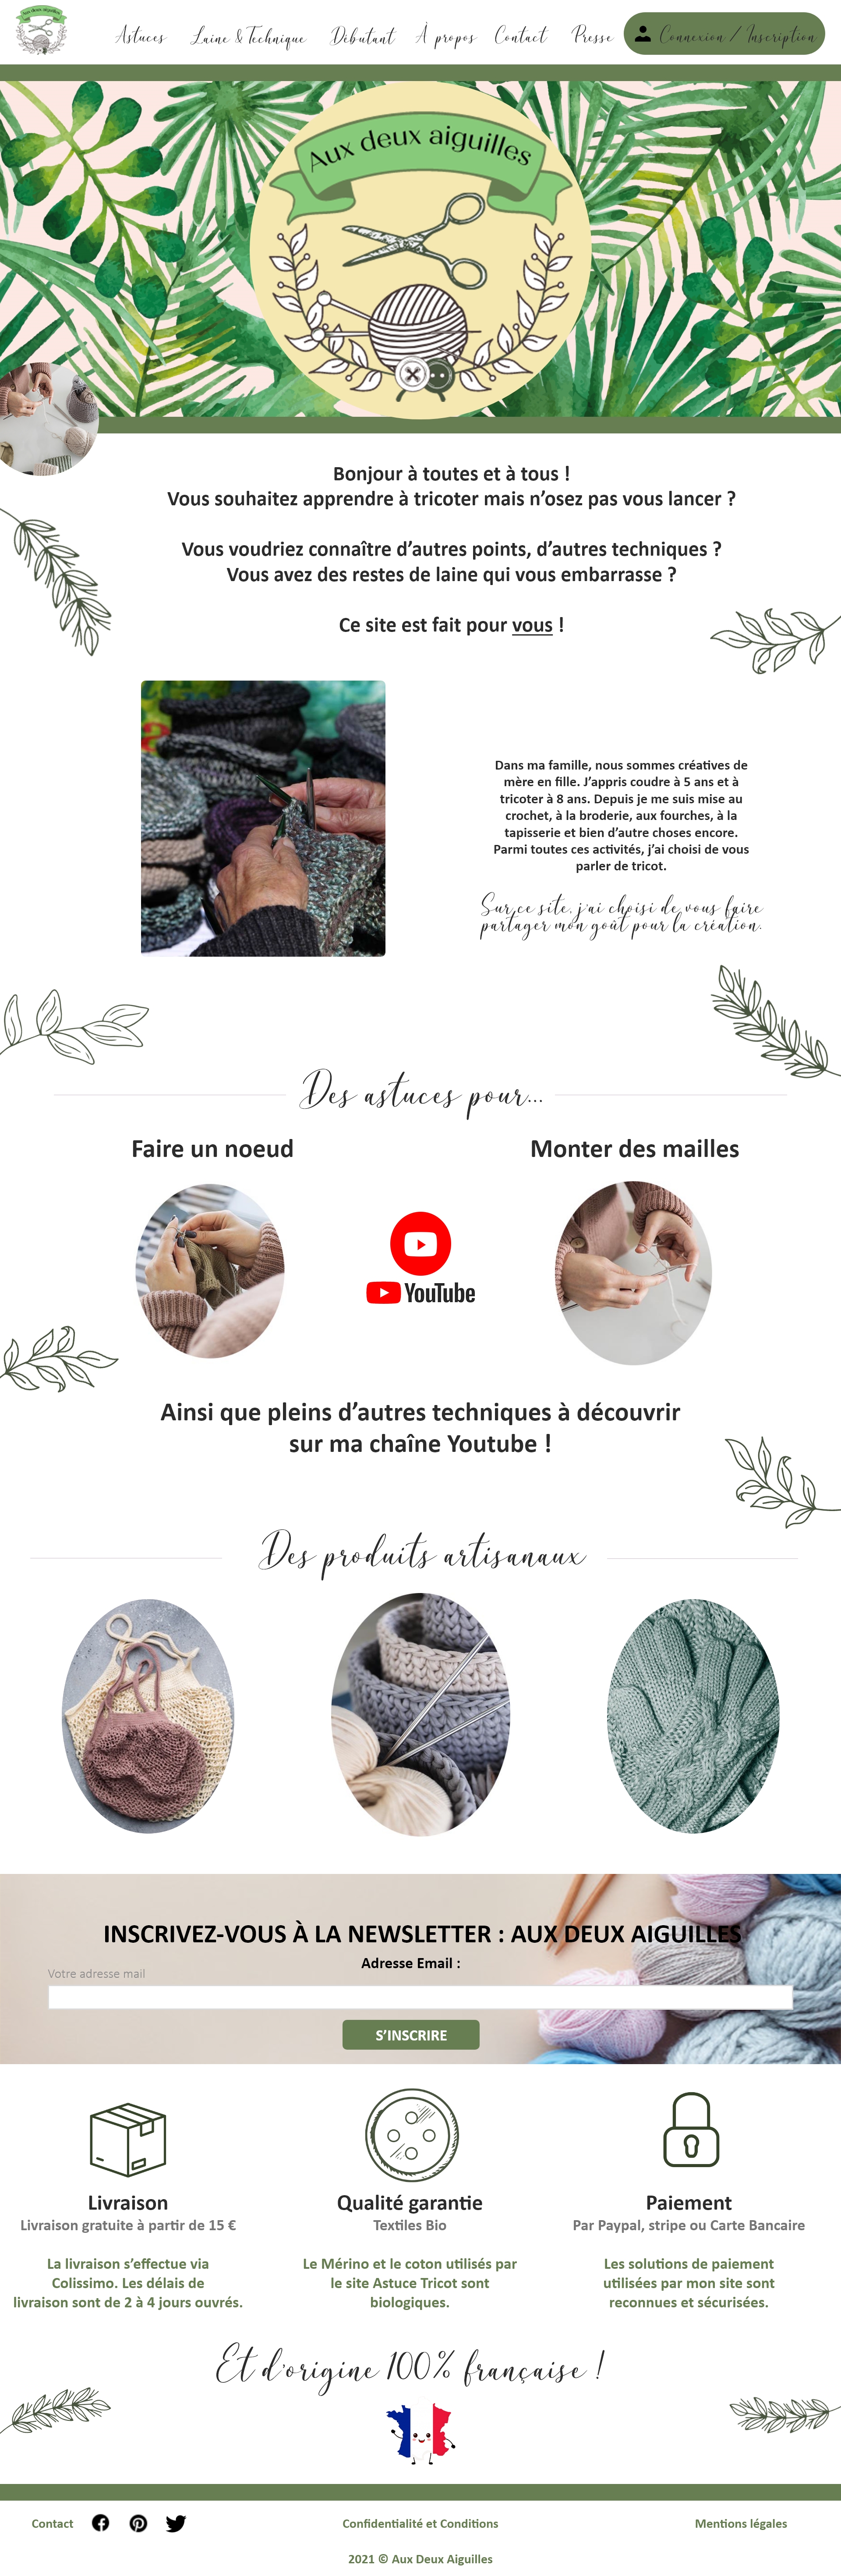 Aux deux aiguilles
Astuces
Laine & Technique
Débutant
À propos
Contact
Presse
Connexion / Inscription
Aux deux aiguilles
Bonjour à toutes et à tous !
Vous souhaitez apprendre à tricoter mais n’osez pas vous lancer ?
Vous voudriez connaître d’autres points, d’autres techniques ?
Vous avez des restes de laine qui vous embarrasse ?
Ce site est fait pour vous !
Dans ma famille, nous sommes créatives de
mère en fille. J’appris coudre à 5 ans et à
tricoter à 8 ans. Depuis je me suis mise au
crochet, à la broderie, aux fourches, à la
tapisserie et bien d’autre choses encore.
Parmi toutes ces activités, j’ai choisi de vous
parler de tricot.
Sur ce site, j'ai choisi de vous faire
partager mon goût pour la création.
Des astuces pour...
Faire un noeud
Monter des mailles
YouTube
Ainsi que pleins d’autres techniques à découvrir
sur ma chaîne Youtube !
Des produits artisanaux
INSCRIVEZ-VOUS À LA NEWSLETTER : AUX DEUX AIGUILLES
Adresse Email :
Votre adresse mail
S’INSCRIRE
Livraison
Livraison gratuite à partir de 15 €
La livraison s’effectue via
Colissimo. Les délais de
livraison sont de 2 à 4 jours ouvrés.
Qualité garantie
Textiles Bio
Le Mérino et le coton utilisés par
le site Astuce Tricot sont
biologiques.
Paiement
Par Paypal, stripe ou Carte Bancaire
Les solutions de paiement
utilisées par mon site sont
reconnues et sécurisées.
Et d'origine 100% française !
Contact
Confidentialité et Conditions
Mentions légales
2021 © Aux Deux Aiguilles